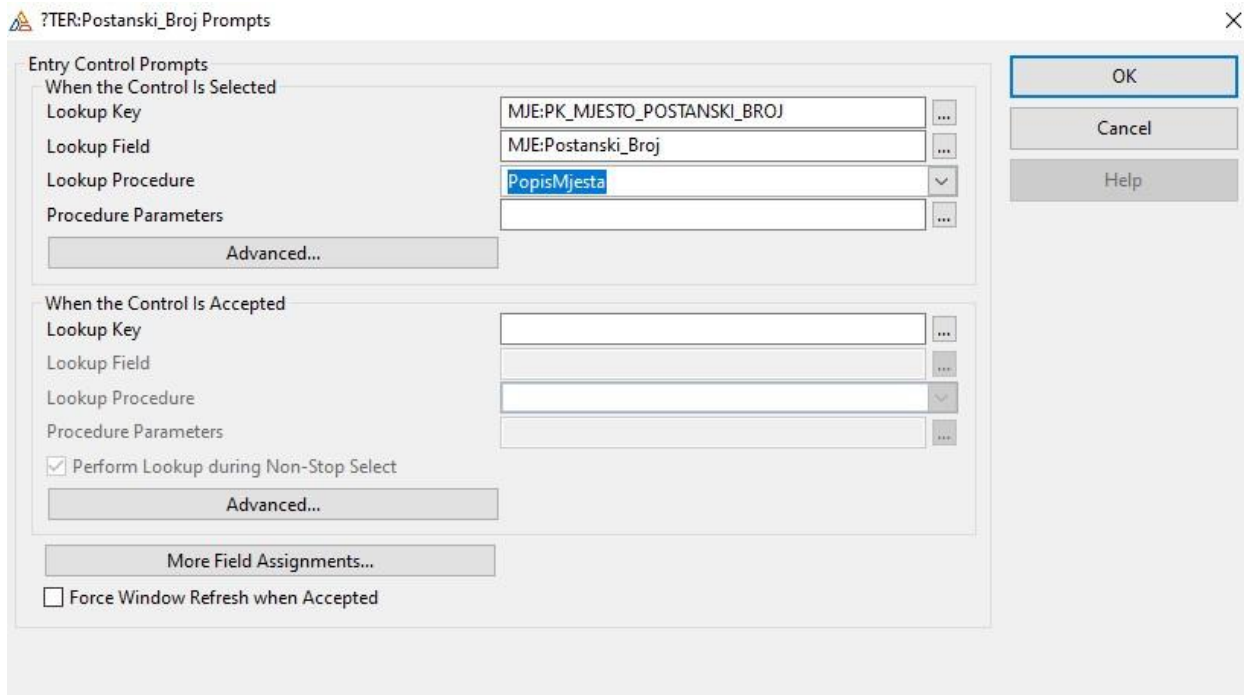 ?TER:Postanski_Broj Prompts
Entry Control Prompts
When the Control Is Selected
Lookup Key MJE:PK_MJESTO_POSTANSKI_BROJ ...
Lookup Field MJE:Postanski_Broj ...
Lookup Procedure PopisMjesta
Procedure Parameters ...
Advanced...
When the Control Is Accepted
Lookup Key ...
Lookup Field ...
Lookup Procedure
Procedure Parameters ...
Perform Lookup during Non-Stop Select
Advanced...
More Field Assignments...
Force Window Refresh when Accepted
OK
Cancel
Help